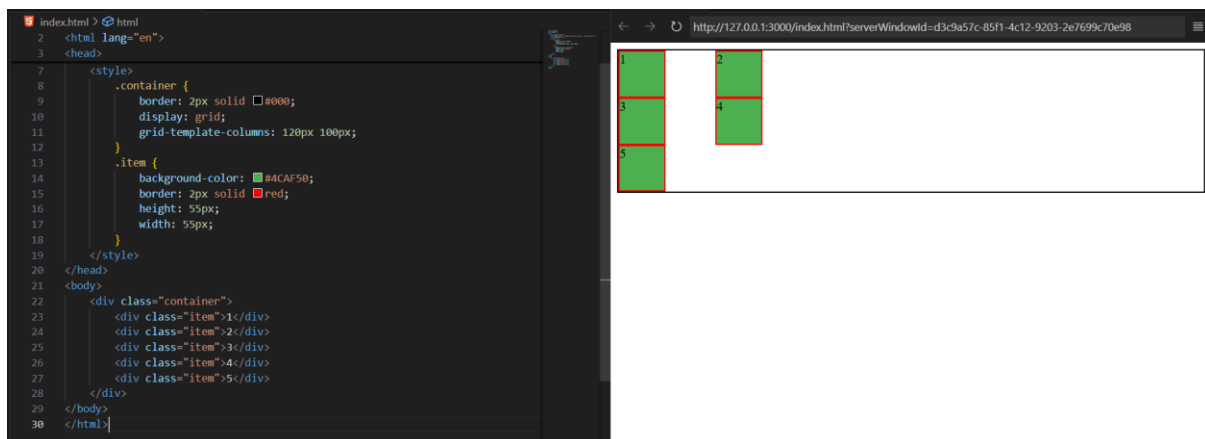 index.html > html
2 <html lang="en">
3 <head>
7 <style>
8 .container {
9 border: 2px solid #000;
10 display: grid;
11 grid-template-columns: 120px 100px;
12 }
13 .item {
14 background-color: #4CAF50;
15 border: 2px solid red;
16 height: 55px;
17 width: 55px;
18 }
19 </style>
20 </head>
21 <body>
22 <div class="container">
23 <div class="item">1</div>
24 <div class="item">2</div>
25 <div class="item">3</div>
26 <div class="item">4</div>
27 <div class="item">5</div>
28 </div>
29 </body>
30 </html>
http://127.0.0.1:3000/index.html?serverWindowId=d3c9a57c-85f1-4c12-9203-2e7699c70e98
1 2
3 4
5